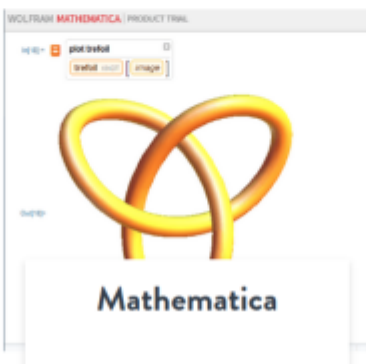 WOLFRAM MATHEMATICA | PRODUCT TRIAL
plot trefoil
trefoil image
Mathematica